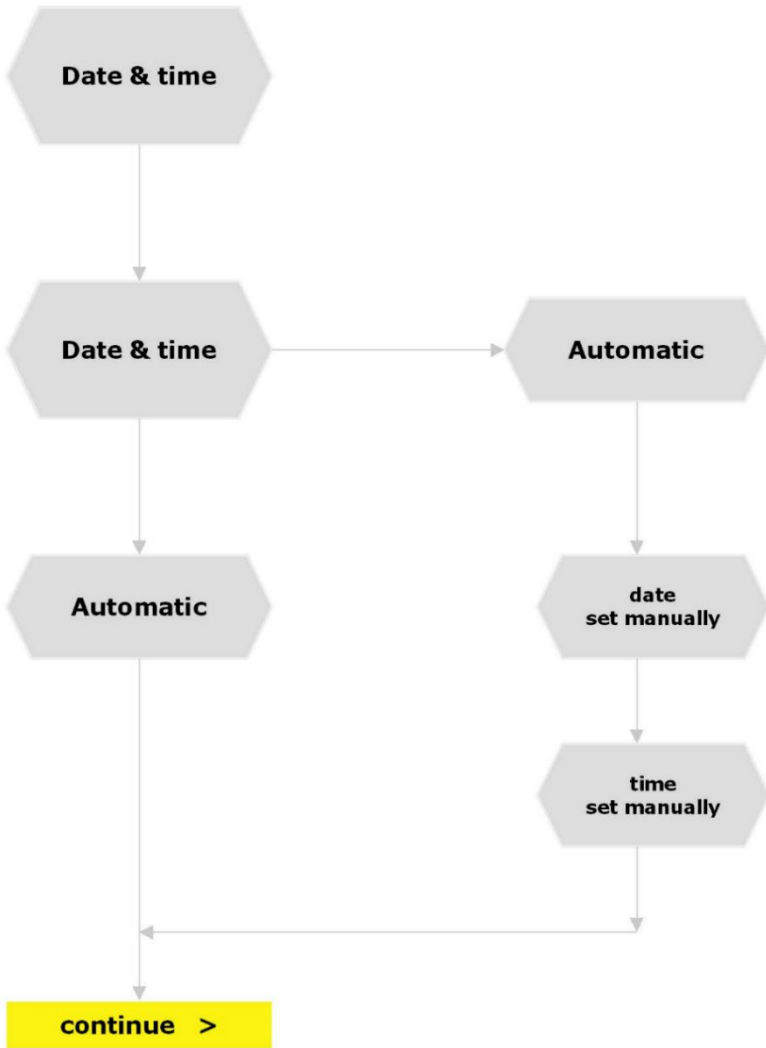 Date & time
Date & time
Automatic
Automatic
date
set manually
time
set manually
continue >